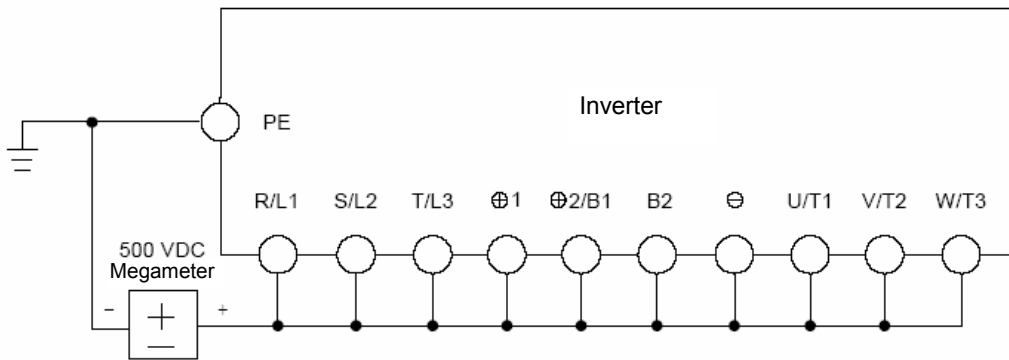 Inverter
PE
R/L1 S/L2 T/L3 ⊕1 ⊕2/B1 B2 ⊖ U/T1 V/T2 W/T3
500 VDC
Megameter
− + − +